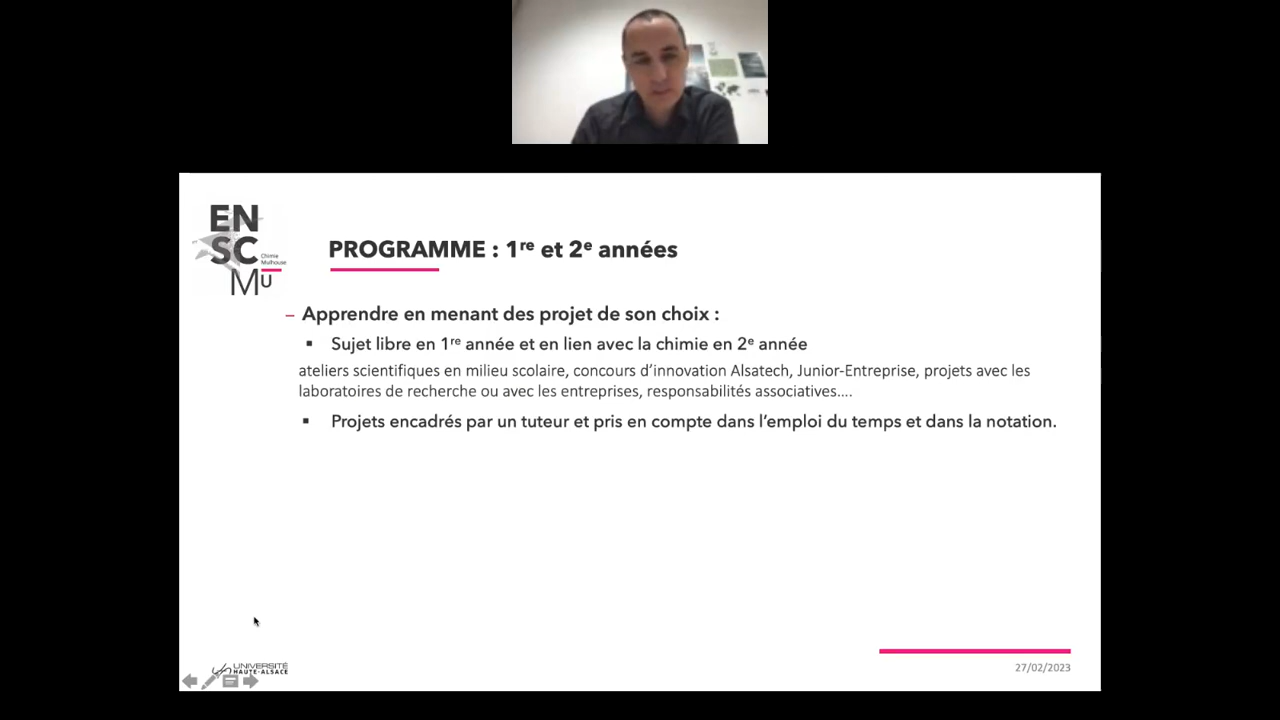 EN
SC
Chimie
Mulhouse
MU
PROGRAMME : 1re et 2e années
– Apprendre en menant des projet de son choix :
▪ Sujet libre en 1re année et en lien avec la chimie en 2e année
ateliers scientifiques en milieu scolaire, concours d’innovation Alsatech, Junior-Entreprise, projets avec les
laboratoires de recherche ou avec les entreprises, responsabilités associatives....
▪ Projets encadrés par un tuteur et pris en compte dans l’emploi du temps et dans la notation.
UNIVERSITÉ
HAUTE-ALSACE
27/02/2023